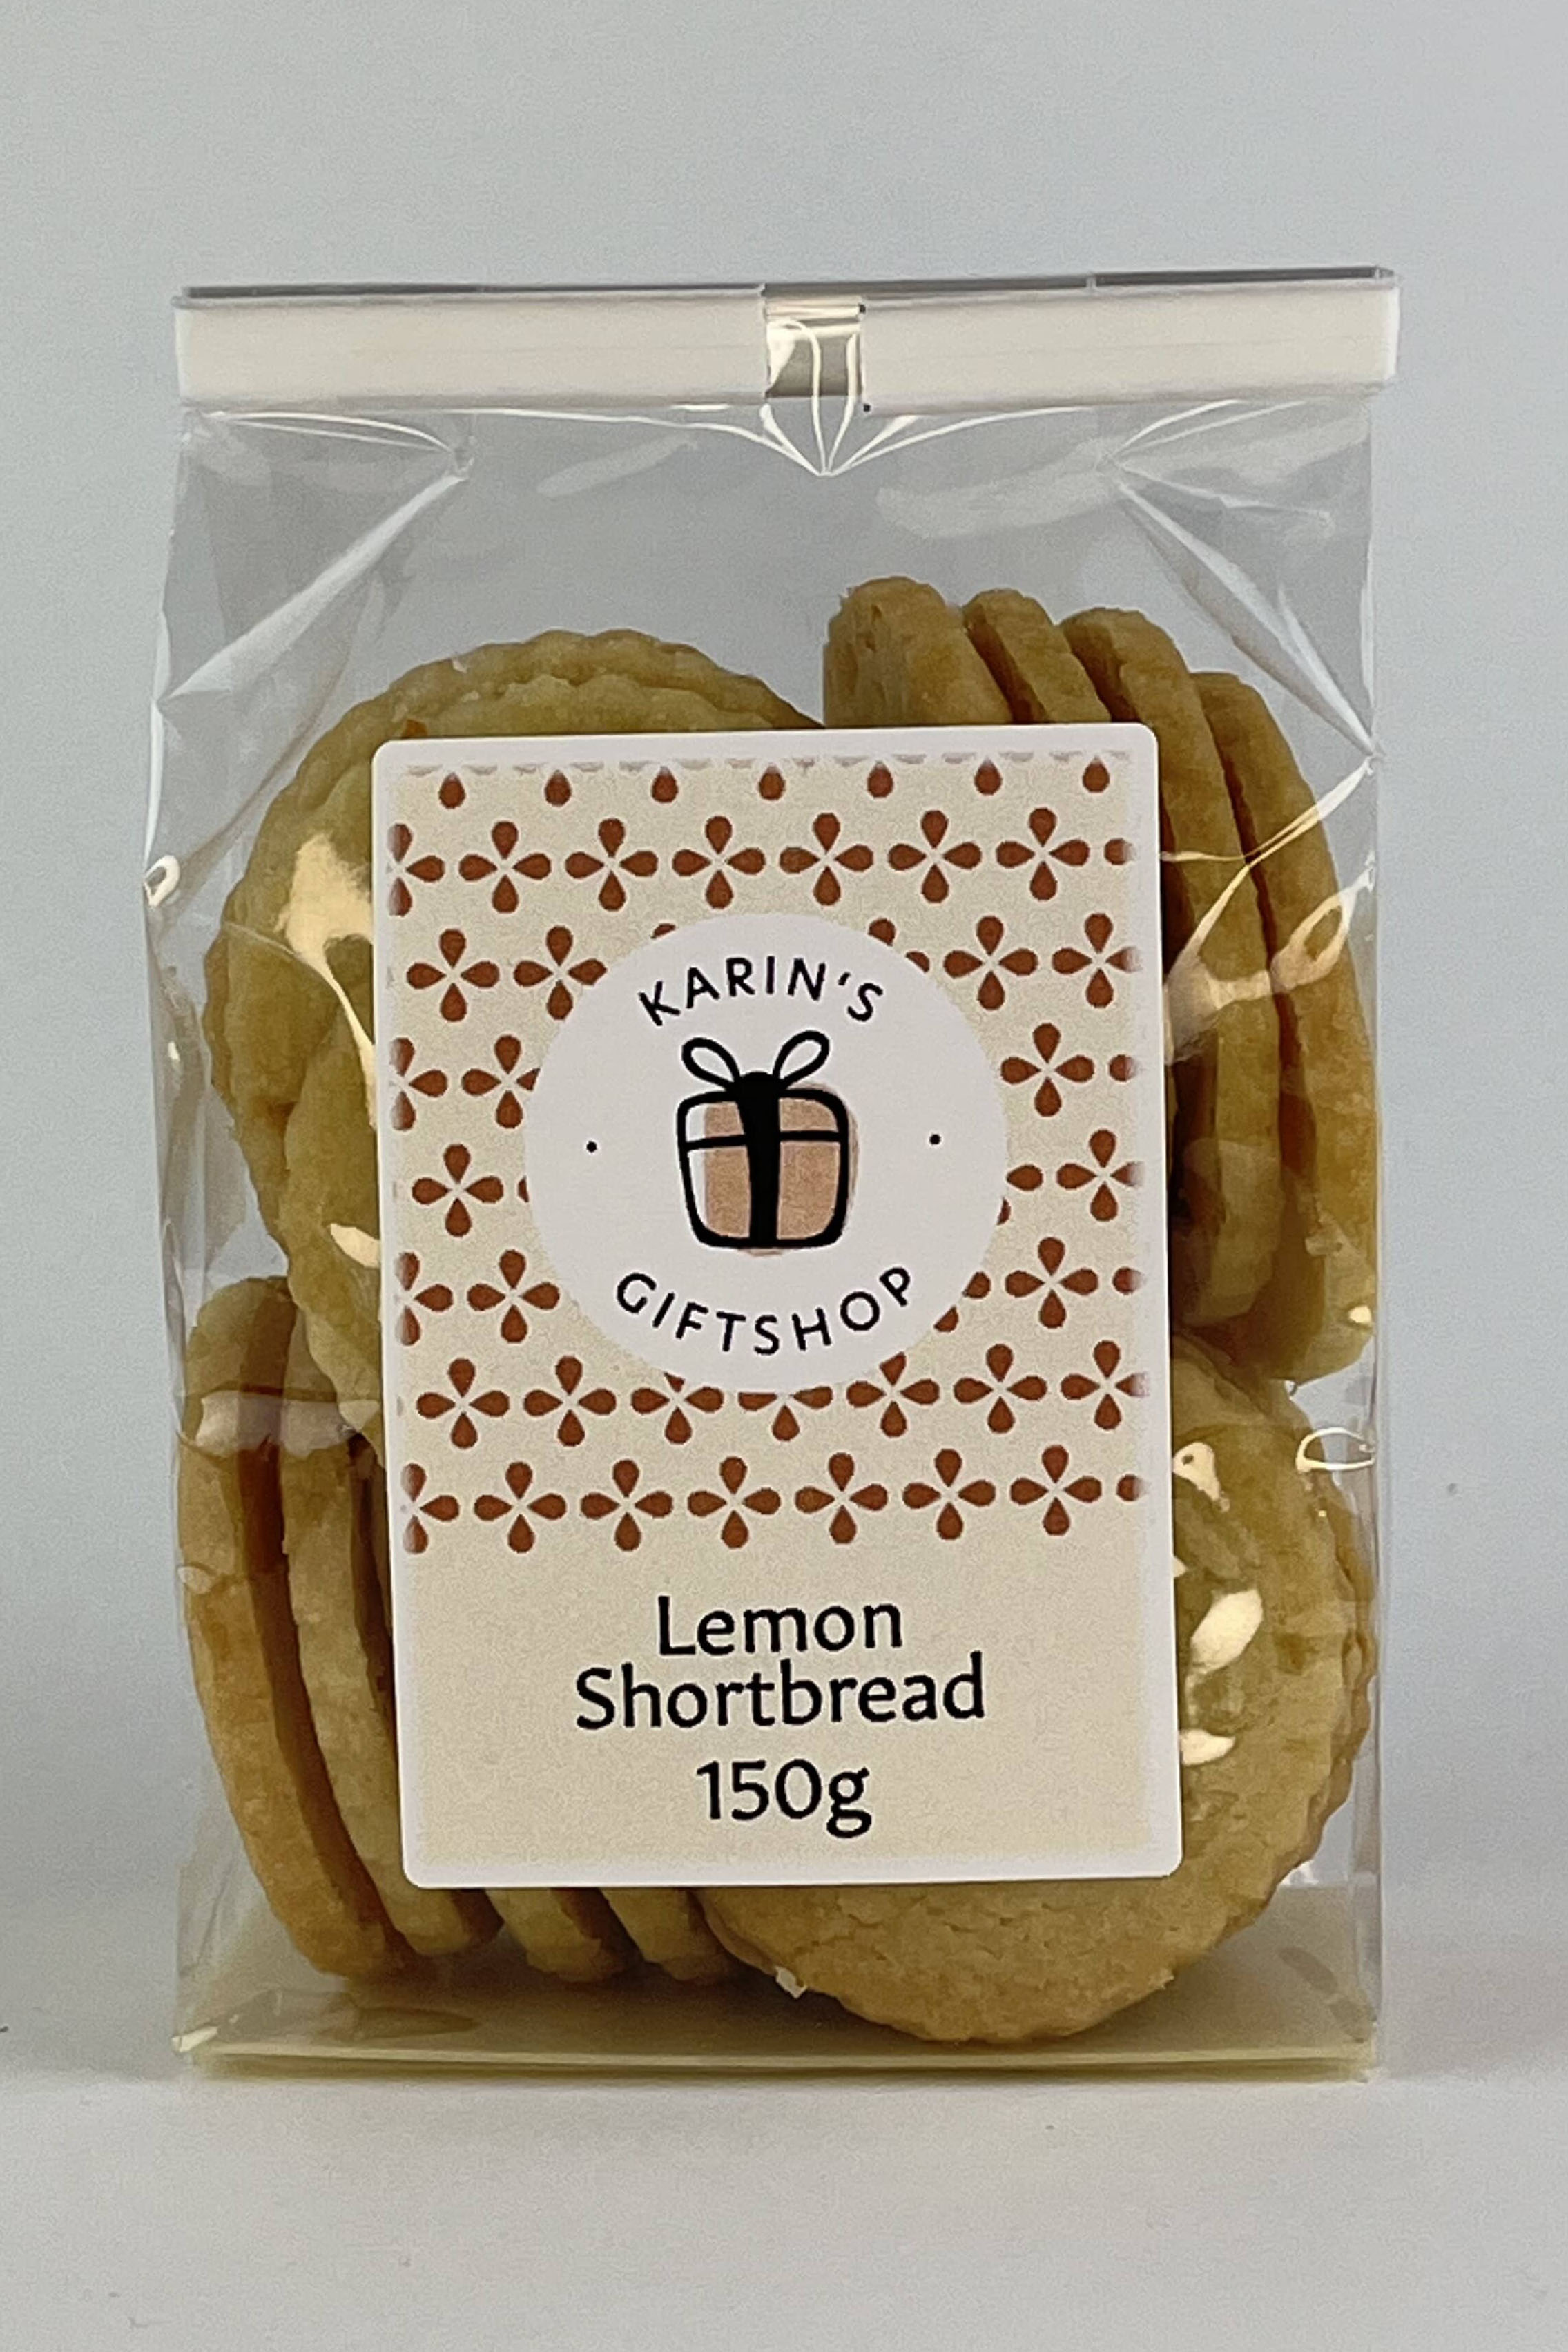 KARIN'S
GIFTSHOP
Lemon
Shortbread
150g